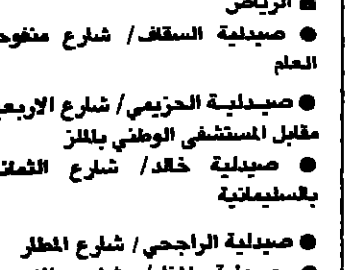 الرياض
● صيدلية السقاف / شارع منفوحة
العام
● صيدلية الحزيمي / شارع الاربعين
مقابل المستشفى الوطني بالملز
● صيدلية خالد / شارع الثمانين
بالسليمانية
● صيدلية الراجحي / شارع المطار